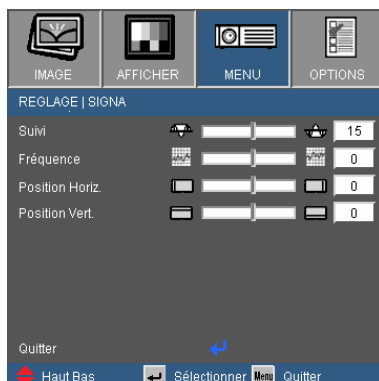 IMAGE AFFICHER MENU OPTIONS
REGLAGE | SIGNA
Suivi 15
Fréquence 0
Position Horiz. 0
Position Vert. 0
Quitter
Haut Bas Sélectionner Menu Quitter